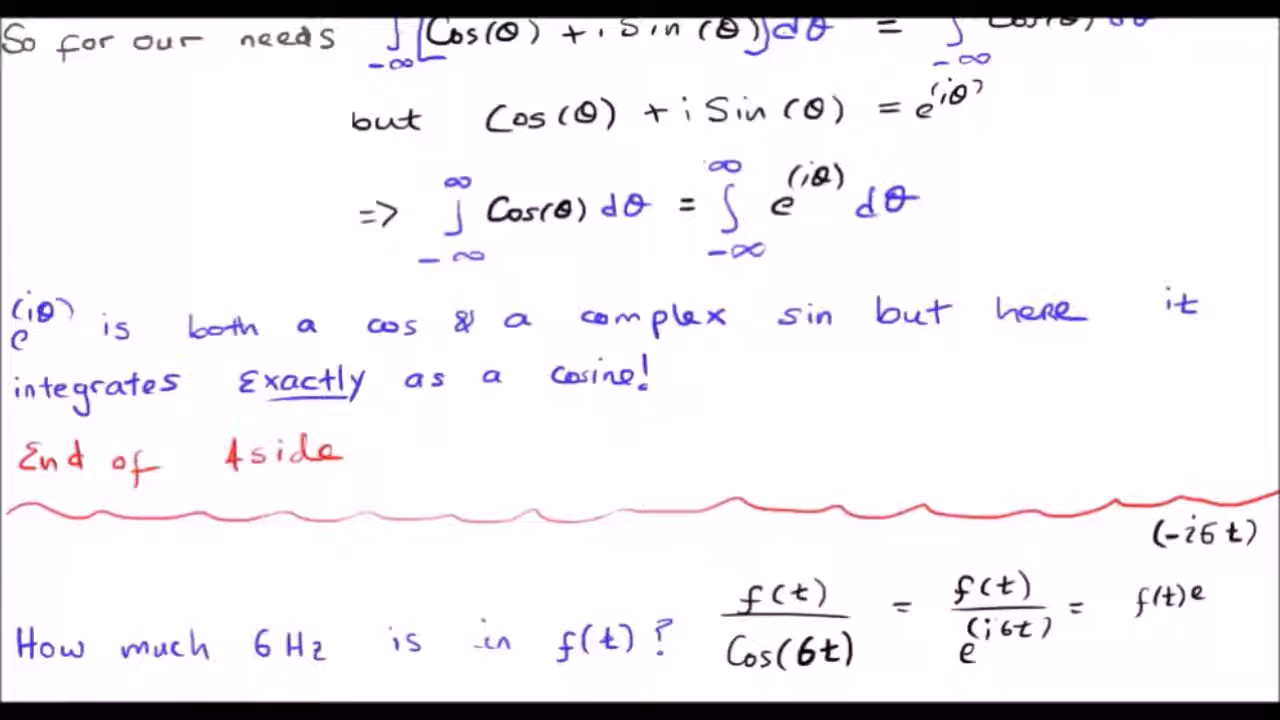 So for our needs ∫ -∞ [Cos(θ) + i Sin(θ)]dθ = ∫ -∞ Cos(θ) dθ
but Cos(θ) + i Sin(θ) = e^(iθ)
=> ∫ -∞ ∞ Cos(θ) dθ = ∫ -∞ ∞ e^(iθ) dθ
e^(iθ) is both a cos & a complex sin but here it
integrates Exactly as a cosine!
End of Aside
How much 6 Hz is in f(t)? f(t)/Cos(6t) = f(t)/e^(i6t) = f(t)e^(-i6t)